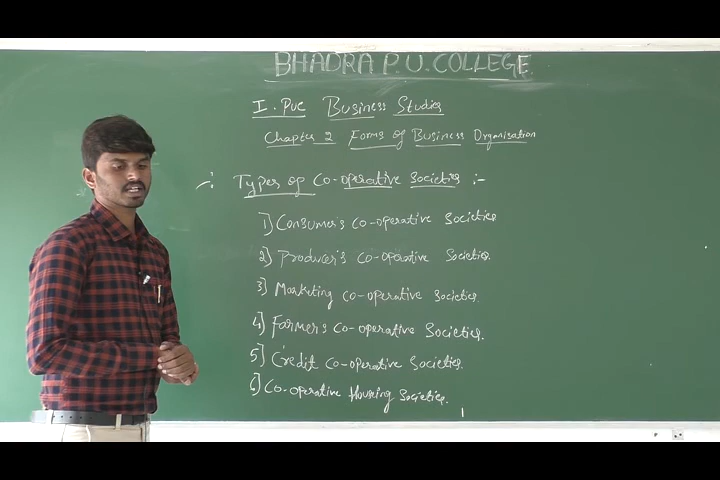 BHADRA P.U. COLLEGE.
I. PUC Business Studies
Chapter 2 Forms of Business Organisation
Types of Co-operative Societies :-
1) Consumer's Co-operative Societies
2) Producer's Co-operative Societies.
3) Marketing Co-operative Societies.
4) Farmer's Co-operative Societies.
5) Credit Co-operative Societies.
6) Co-operative Housing Societies.